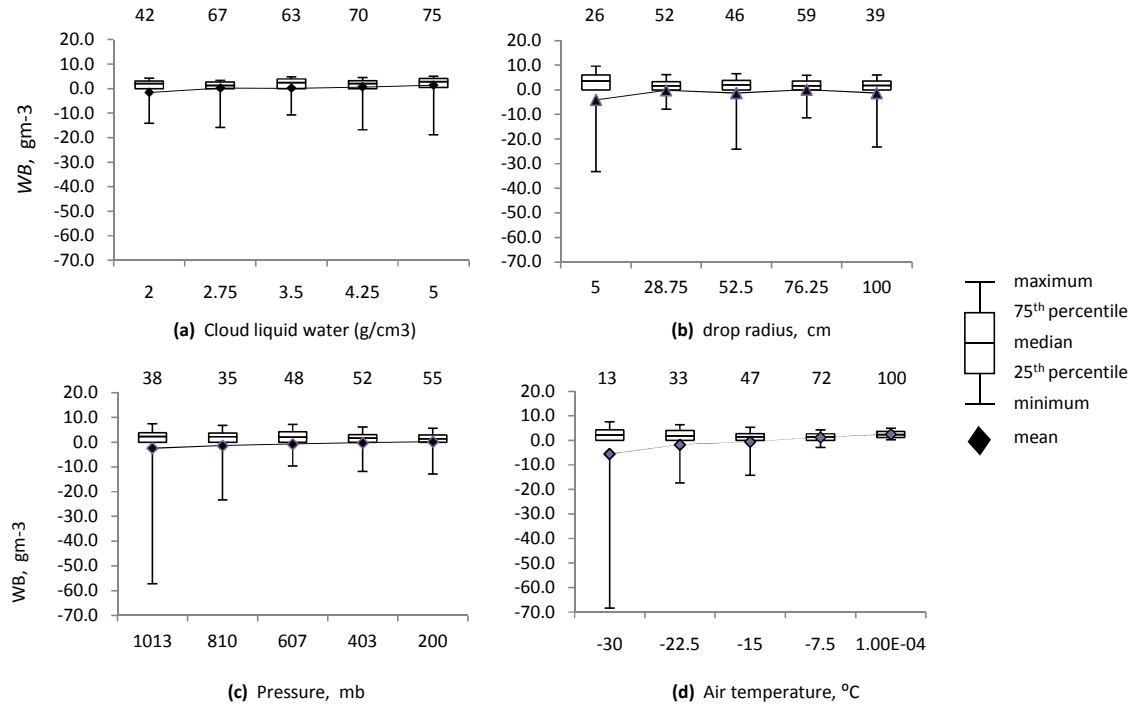 42 67 63 70 75
20.0
10.0
0.0
-10.0
-20.0
-30.0
-40.0
-50.0
-60.0
-70.0
WB, gm-3
2 2.75 3.5 4.25 5
(a) Cloud liquid water (g/cm3)
26 52 46 59 39
20.0
10.0
0.0
-10.0
-20.0
-30.0
-40.0
-50.0
-60.0
-70.0
5 28.75 52.5 76.25 100
(b) drop radius, cm
38 35 48 52 55
20.0
10.0
0.0
-10.0
-20.0
-30.0
-40.0
-50.0
-60.0
-70.0
WB, gm-3
1013 810 607 403 200
(c) Pressure, mb
13 33 47 72 100
20.0
10.0
0.0
-10.0
-20.0
-30.0
-40.0
-50.0
-60.0
-70.0
-30 -22.5 -15 -7.5 1.00E-04
(d) Air temperature, ⁰C
maximum
75th percentile
median
25th percentile
minimum
mean